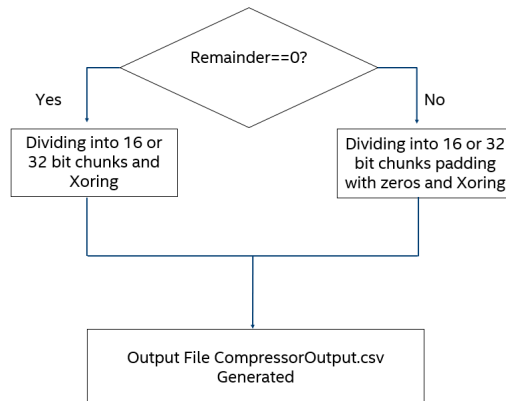 Remainder==0?
Yes
No
Dividing into 16 or
32 bit chunks and
Xoring
Dividing into 16 or 32
bit chunks padding
with zeros and Xoring
Output File CompressorOutput.csv
Generated